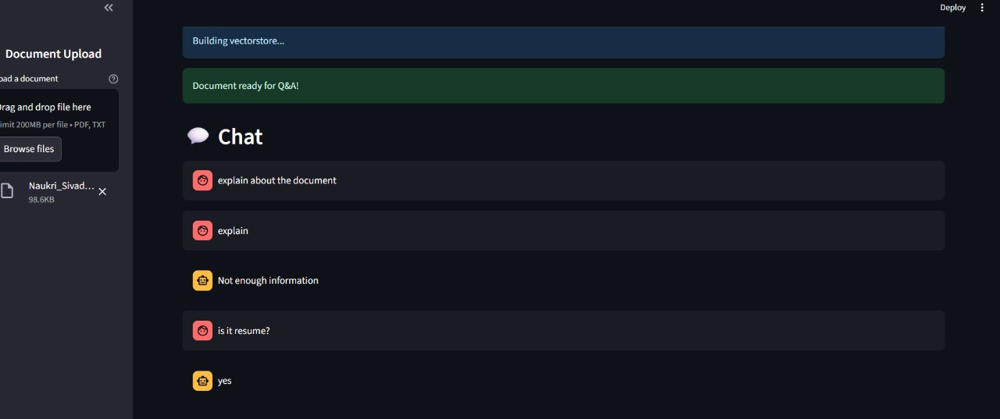 Deploy
Document Upload
oad a document
Drag and drop file here
imit 200MB per file • PDF, TXT
Browse files
Naukri_Sivad...
98.6KB
Building vectorstore...
Document ready for Q&A!
Chat
explain about the document
explain
Not enough information
is it resume?
yes